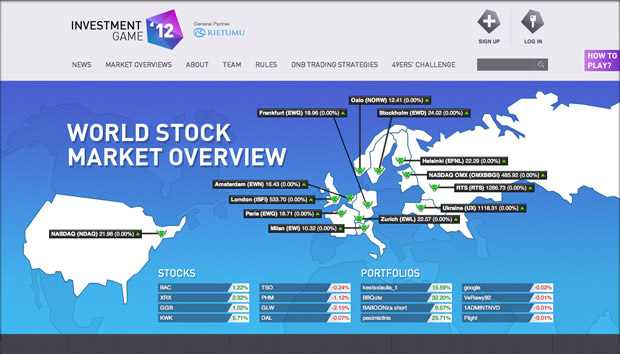 INVESTMENT
GAME '12
General Partner
RIETUMU
SIGN UP
LOG IN
NEWS MARKET OVERVIEWS ABOUT TEAM RULES DNB TRADING STRATEGIES 49ERS' CHALLENGE
HOW TO
PLAY?
WORLD STOCK
MARKET OVERVIEW
Oslo (NORW) 12.41 (0.00%)
Frankfurt (EWG) 19.96 (0.00%)
Stockholm (EWD) 24.02 (0.00%)
Helsinki (EFNL) 22.29 (0.00%)
NASDAQ OMX (OMXBBGI) 485.92 (0.00%)
Amsterdam (EWN) 16.43 (0.00%)
RTS (RTS) 1286.73 (0.00%)
London (ISFI) 533.70 (0.00%)
Ukraine (UX) 1118.31 (0.00%)
Paris (EWQ) 18.71 (0.00%)
Zurich (EWL) 22.57 (0.00%)
Milan (EWI) 10.32 (0.00%)
NASDAQ (NDAQ) 21.96 (0.00%)
STOCKS
BAC 1.22% TSO -0.24%
XRX 2.32% PHM -1.12%
GGB 1.02% GLW -2.15%
KWK 5.71% DAL -0.07%
PORTFOLIOS
kestssiaulia_1 15.59% google -0.02%
BBQute 32.20% VeRawy92 -0.01%
BABOONza short 9.57% 1ADMINTNVD -0.01%
pesimistinis 25.71% Flight -0.01%